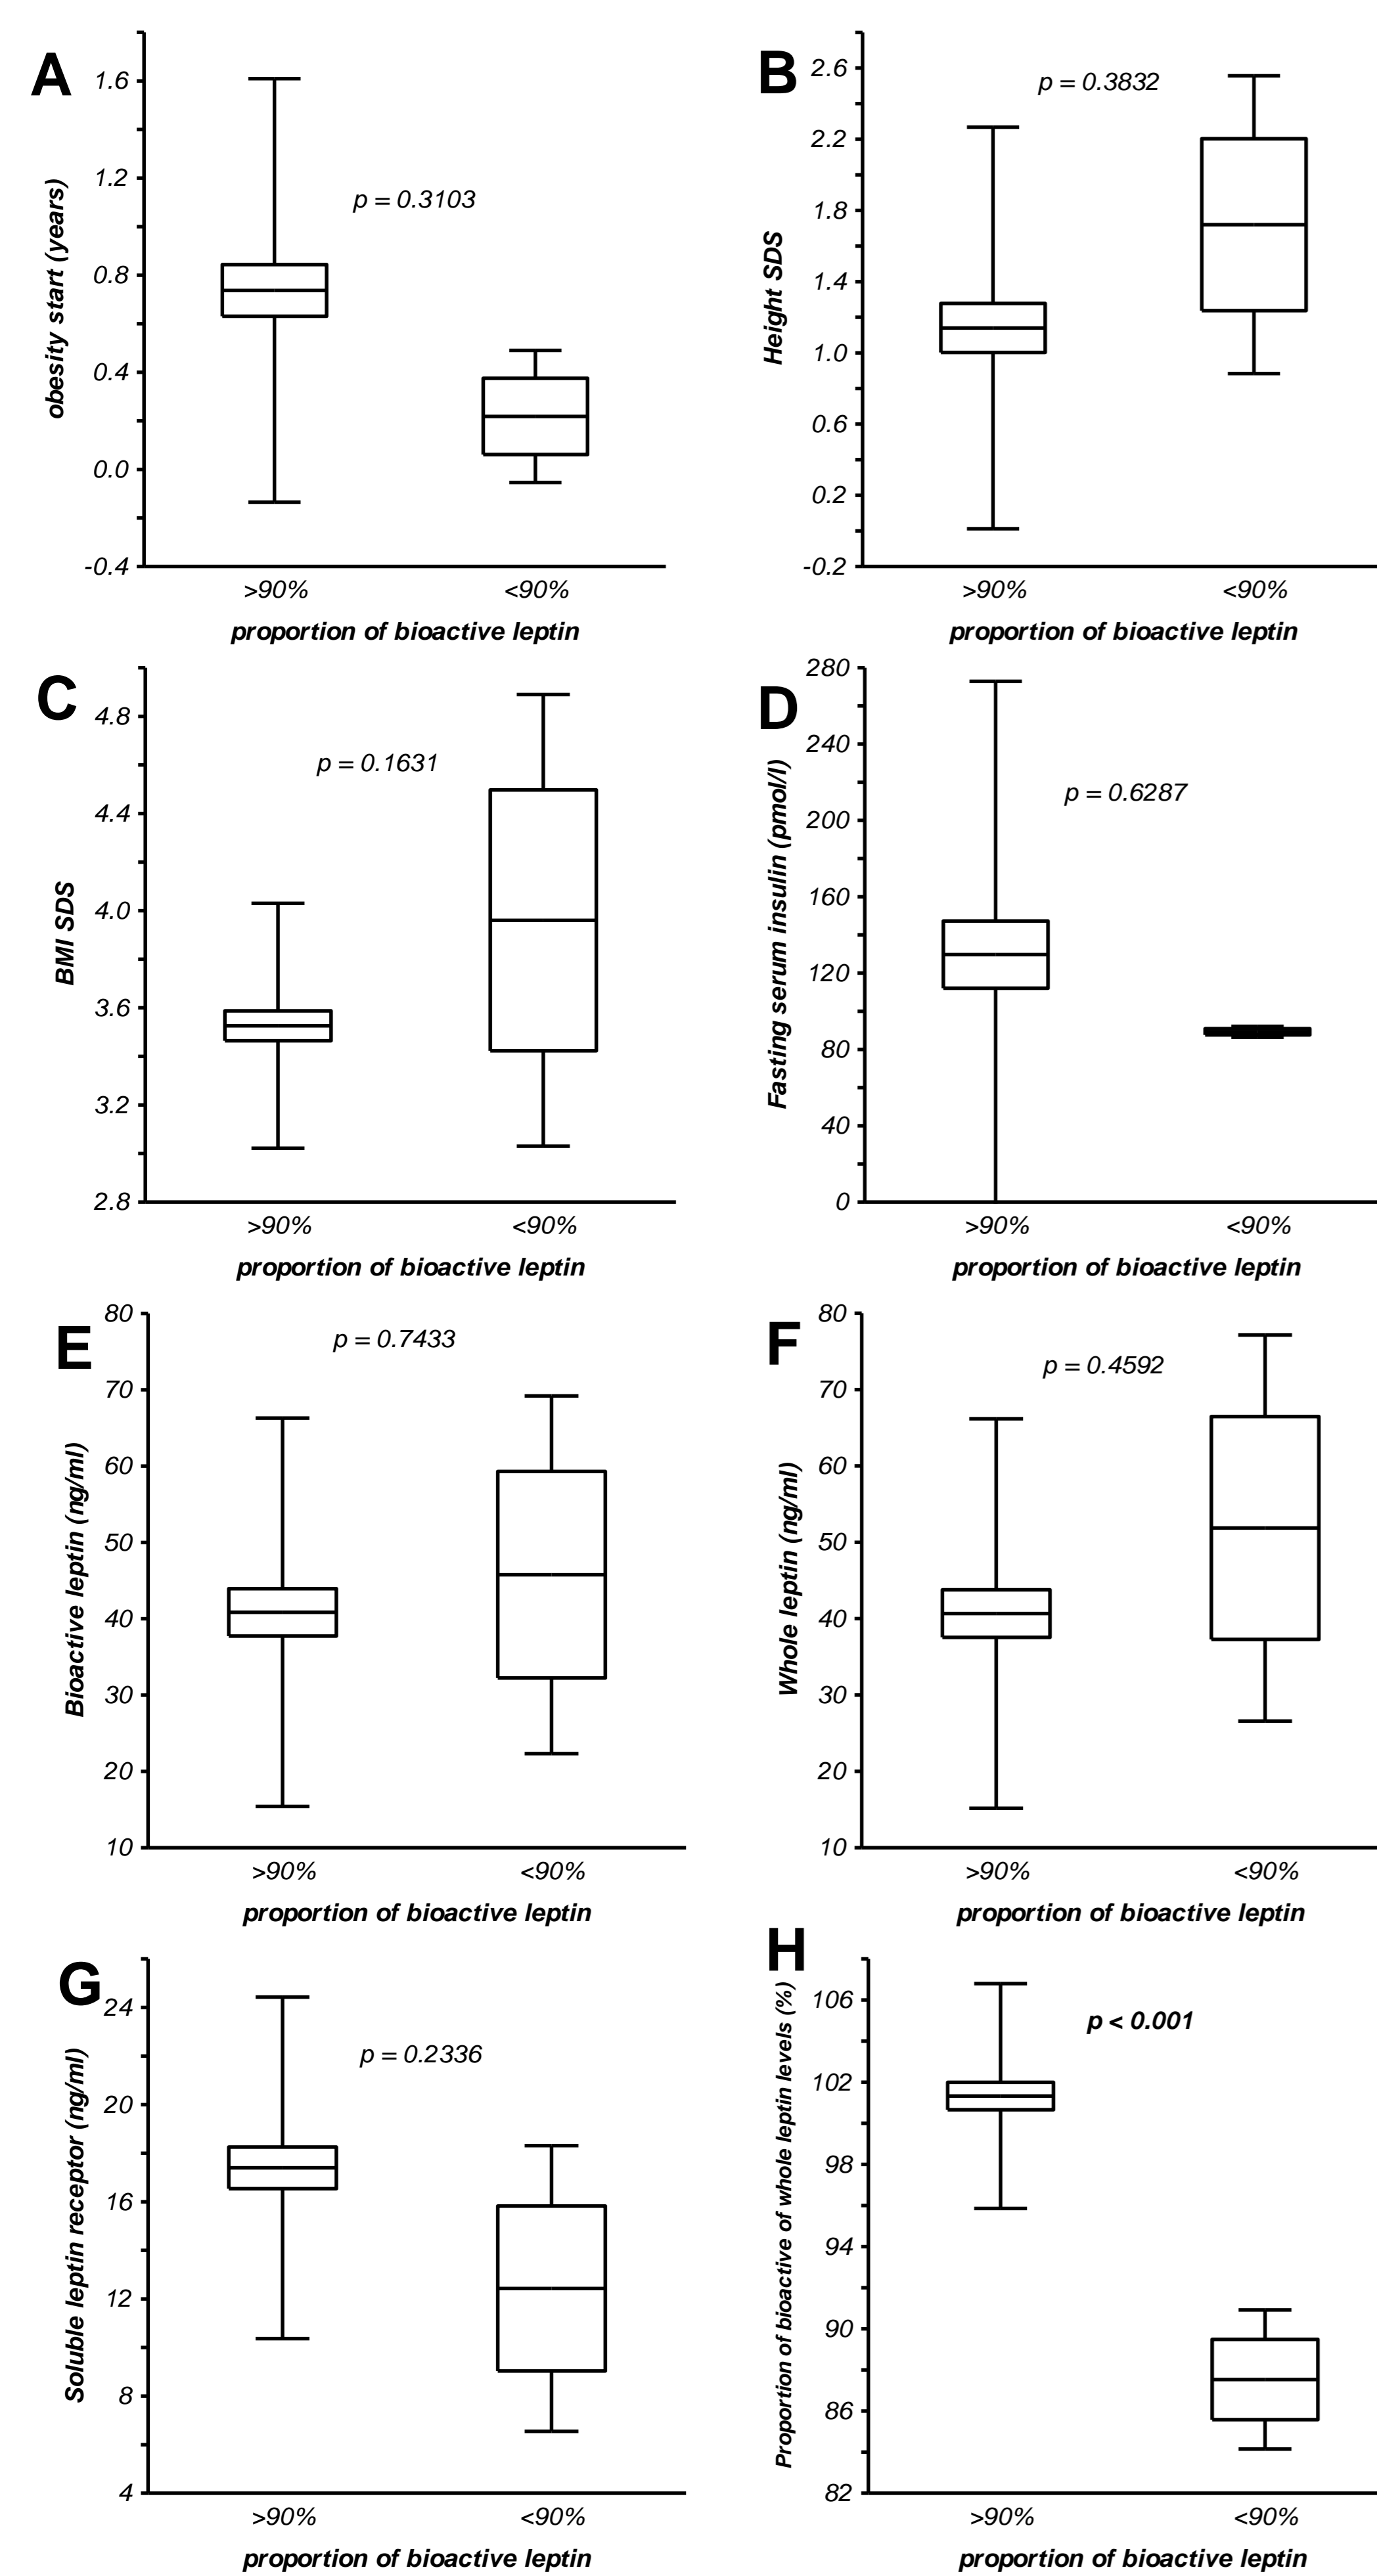 A
obesity start (years)
1.6
1.2
0.8
0.4
0.0
-0.4
p = 0.3103
>90% <90%
proportion of bioactive leptin
B
Height SDS
2.6
2.2
1.8
1.4
1.0
0.6
0.2
-0.2
p = 0.3832
>90% <90%
proportion of bioactive leptin
C
BMI SDS
4.8
4.4
4.0
3.6
3.2
2.8
p = 0.1631
>90% <90%
proportion of bioactive leptin
D
Fasting serum insulin (pmol/l)
280
240
200
160
120
80
40
0
p = 0.6287
>90% <90%
proportion of bioactive leptin
E
Bioactive leptin (ng/ml)
80
70
60
50
40
30
20
10
p = 0.7433
>90% <90%
proportion of bioactive leptin
F
Whole leptin (ng/ml)
80
70
60
50
40
30
20
10
p = 0.4592
>90% <90%
proportion of bioactive leptin
G
Soluble leptin receptor (ng/ml)
24
20
16
12
8
4
p = 0.2336
>90% <90%
proportion of bioactive leptin
H
Proportion of bioactive of whole leptin levels (%)
106
102
98
94
90
86
82
p < 0.001
>90% <90%
proportion of bioactive leptin